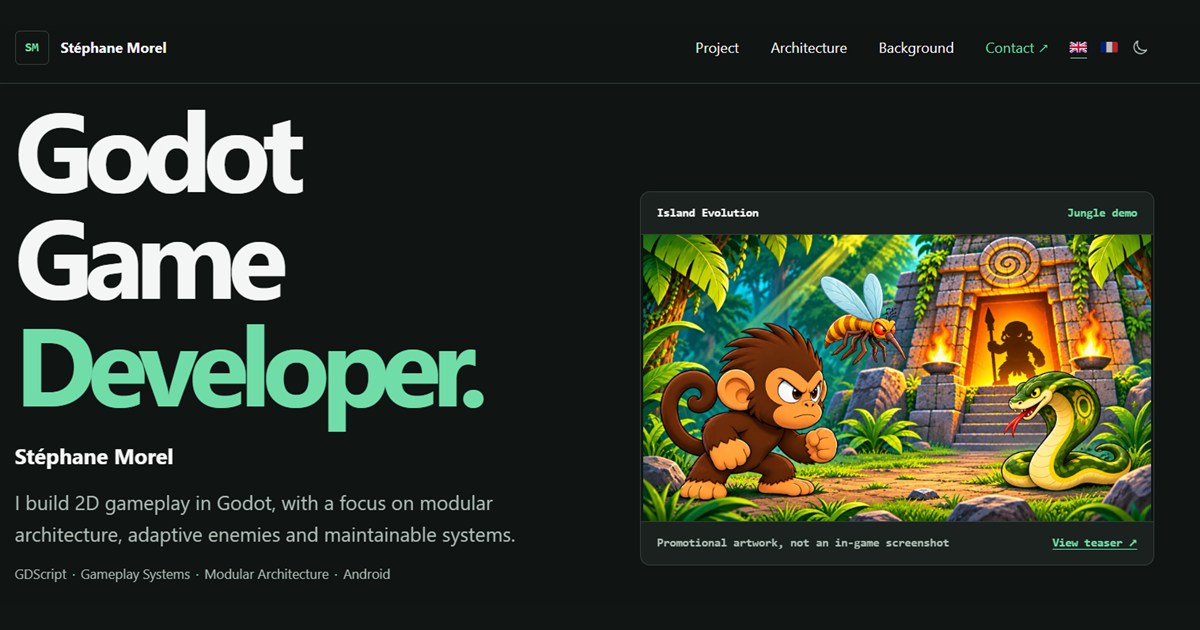 SM
Stéphane Morel
Project
Architecture
Background
Contact ↗
Godot
Game
Developer.
Stéphane Morel
I build 2D gameplay in Godot, with a focus on modular
architecture, adaptive enemies and maintainable systems.
GDScript · Gameplay Systems · Modular Architecture · Android
Island Evolution
Jungle demo
Promotional artwork, not an in-game screenshot
View teaser ↗